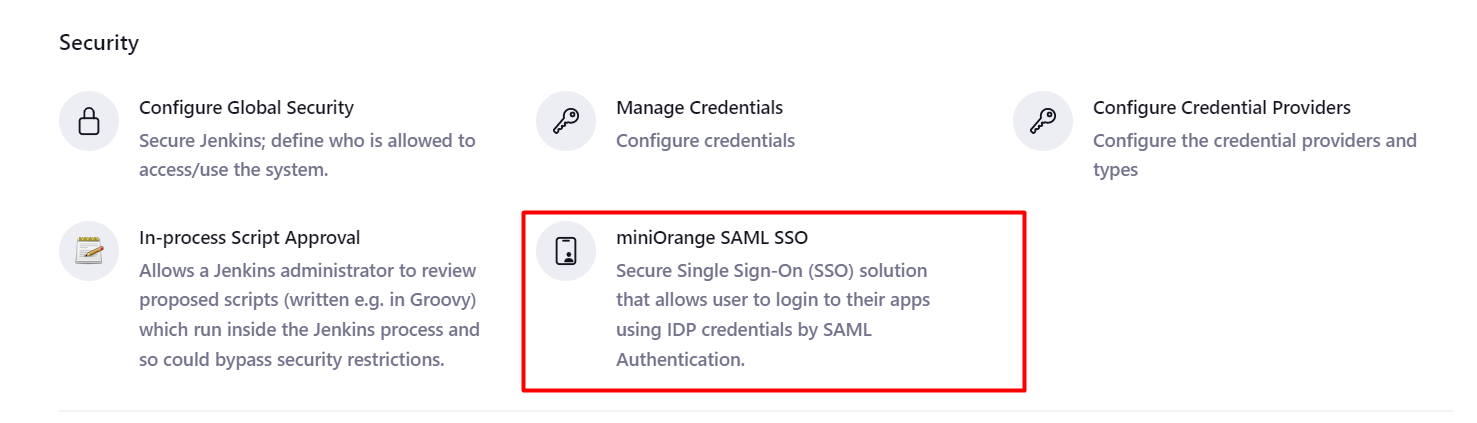 Security
Configure Global Security
Secure Jenkins; define who is allowed to
access/use the system.
Manage Credentials
Configure credentials
Configure Credential Providers
Configure the credential providers and
types
In-process Script Approval
Allows a Jenkins administrator to review
proposed scripts (written e.g. in Groovy)
which run inside the Jenkins process and
so could bypass security restrictions.
miniOrange SAML SSO
Secure Single Sign-On (SSO) solution
that allows user to login to their apps
using IDP credentials by SAML
Authentication.